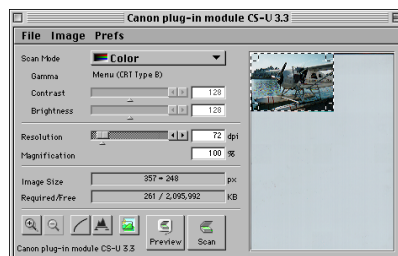 Canon plug-in module CS-U 3.3
File Image Prefs
Scan Mode Color
Gamma Menu (CRT Type B)
Contrast 128
Brightness 128
Resolution 72 dpi
Magnification 100 %
Image Size 357 * 248 px
Required/Free 261 / 2,095,992 KB
Preview Scan
Canon plug-in module CS-U 3.3